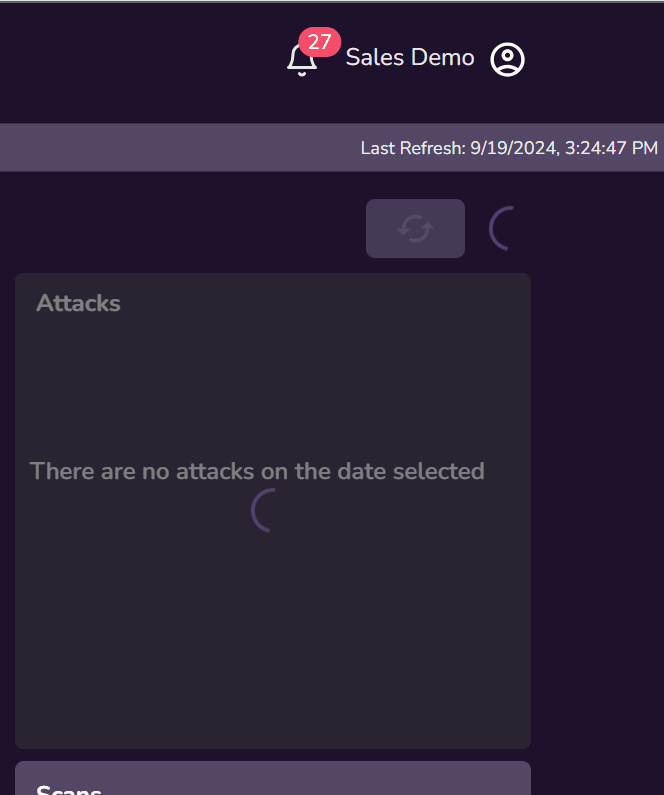 27
Sales Demo
Last Refresh: 9/19/2024, 3:24:47 PM
Attacks
There are no attacks on the date selected
Scans